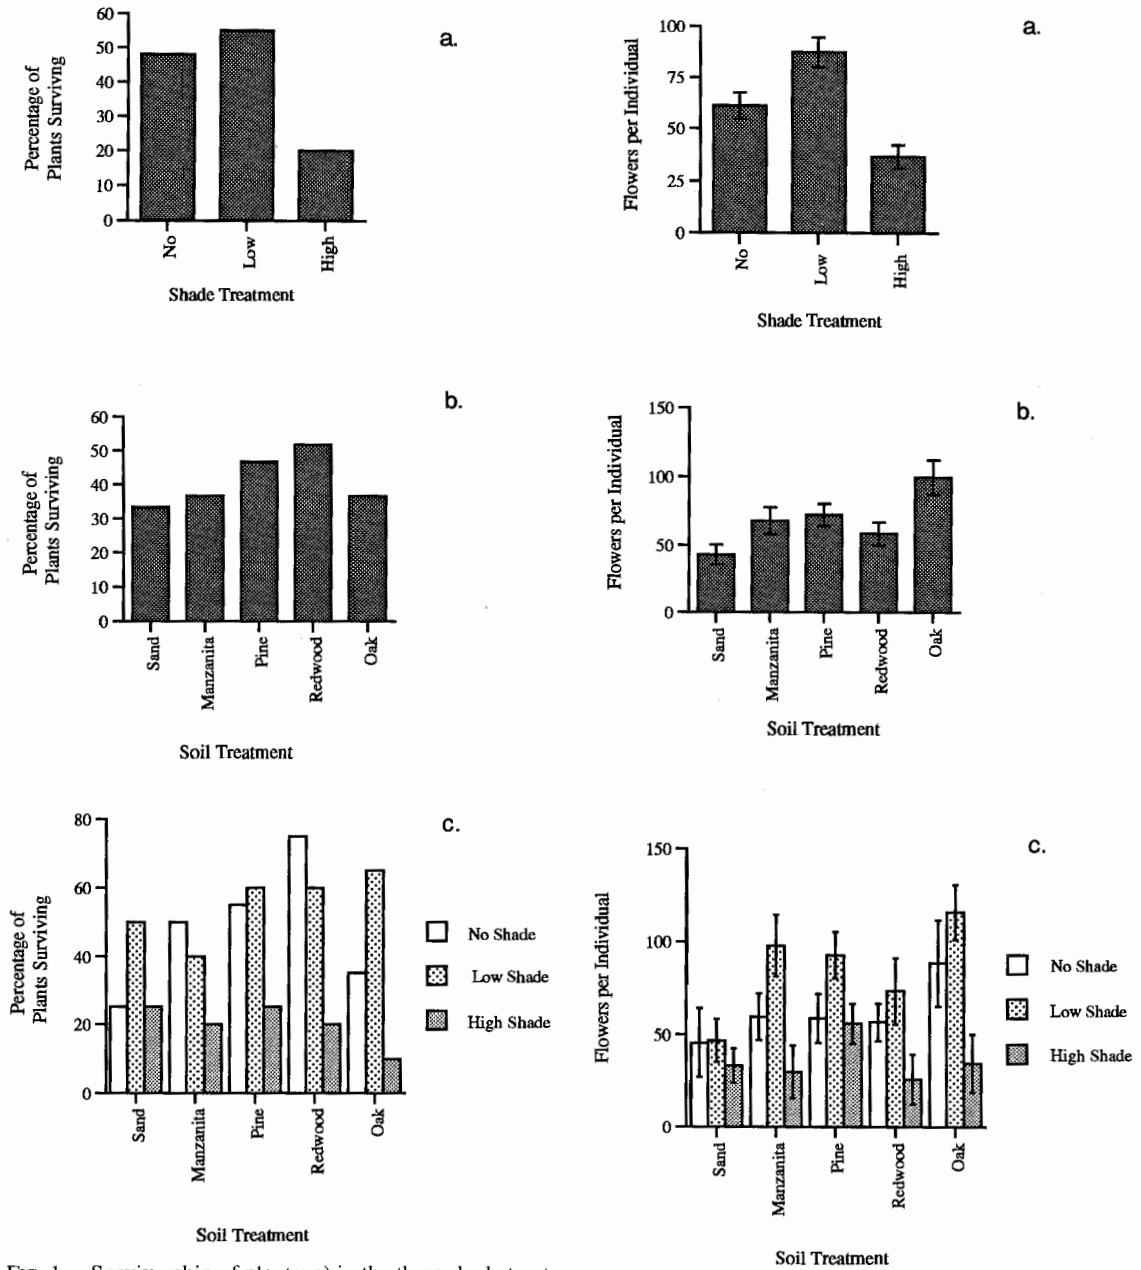 a.
60
50
40
30
20
10
0
Percentage of
Plants Survivng
No
Low
High
Shade Treatment
b.
60
50
40
30
20
10
0
Percentage of
Plants Surviving
Sand
Manzanita
Pine
Redwood
Oak
Soil Treatment
c.
80
60
40
20
0
Percentage of
Plants Surviving
No Shade
Low Shade
High Shade
Sand
Manzanita
Pine
Redwood
Oak
Soil Treatment
a.
100
75
50
25
0
Flowers per Individual
No
Low
High
Shade Treatment
b.
150
100
50
0
Flowers per Individual
Sand
Manzanita
Pine
Redwood
Oak
Soil Treatment
c.
150
100
50
0
Flowers per Individual
No Shade
Low Shade
High Shade
Sand
Manzanita
Pine
Redwood
Oak
Soil Treatment